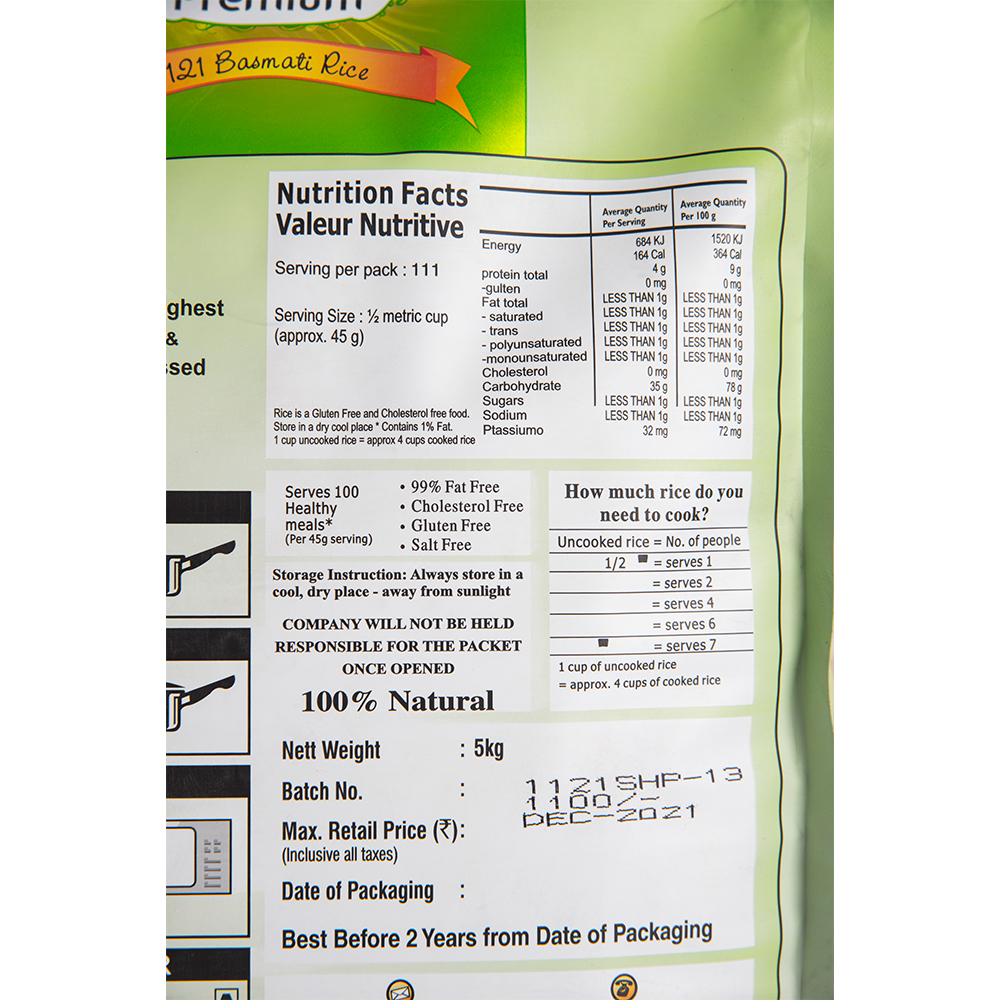 Premium
1121 Basmati Rice
ghest
&
ssed
Nutrition Facts
Valeur Nutritive
Serving per pack : 111
Serving Size : ½ metric cup
(approx. 45 g)
Rice is a Gluten Free and Cholesterol free food.
Store in a dry cool place * Contains 1% Fat.
1 cup uncooked rice = approx 4 cups cooked rice
Average Quantity Per Serving Average Quantity Per 100 g
Energy 684 KJ 1520 KJ
164 Cal 364 Cal
protein total 4 g 9 g
-gulten 0 mg 0 mg
Fat total LESS THAN 1g LESS THAN 1g
- saturated LESS THAN 1g LESS THAN 1g
- trans LESS THAN 1g LESS THAN 1g
- polyunsaturated LESS THAN 1g LESS THAN 1g
-monounsaturated LESS THAN 1g LESS THAN 1g
Cholesterol 0 mg 0 mg
Carbohydrate 35 g 78 g
Sugars LESS THAN 1g LESS THAN 1g
Sodium LESS THAN 1g LESS THAN 1g
Ptassiumo 32 mg 72 mg
Serves 100
Healthy
meals*
(Per 45g serving)
• 99% Fat Free
• Cholesterol Free
• Gluten Free
• Salt Free
How much rice do you
need to cook?
Uncooked rice = No. of people
1/2 = serves 1
= serves 2
= serves 4
= serves 6
= serves 7
1 cup of uncooked rice
= approx. 4 cups of cooked rice
Storage Instruction: Always store in a
cool, dry place - away from sunlight
COMPANY WILL NOT BE HELD
RESPONSIBLE FOR THE PACKET
ONCE OPENED
100% Natural
Nett Weight : 5kg
Batch No. : 1121SHP-13
Max. Retail Price (₹): 1100/-
(Inclusive all taxes)
Date of Packaging : DEC-2021
Best Before 2 Years from Date of Packaging